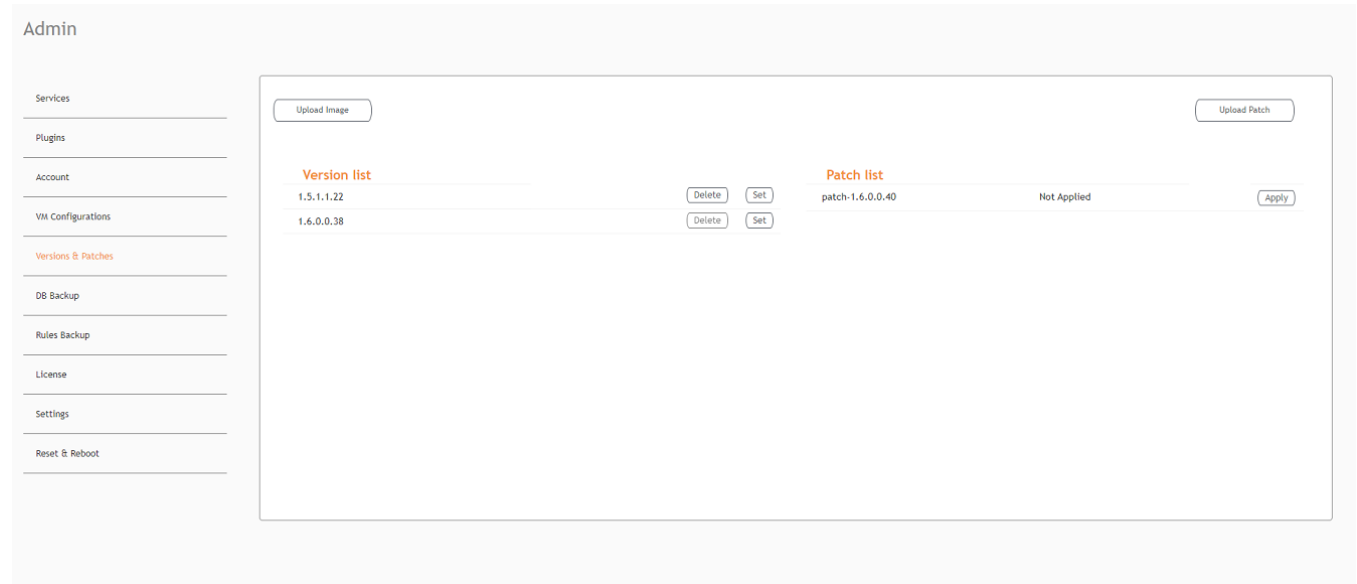 Admin
Services
Plugins
Account
VM Configurations
Versions & Patches
DB Backup
Rules Backup
License
Settings
Reset & Reboot
Upload Image
Upload Patch
Version list
1.5.1.1.22 Delete Set
1.6.0.0.38 Delete Set
Patch list
patch-1.6.0.0.40 Not Applied Apply